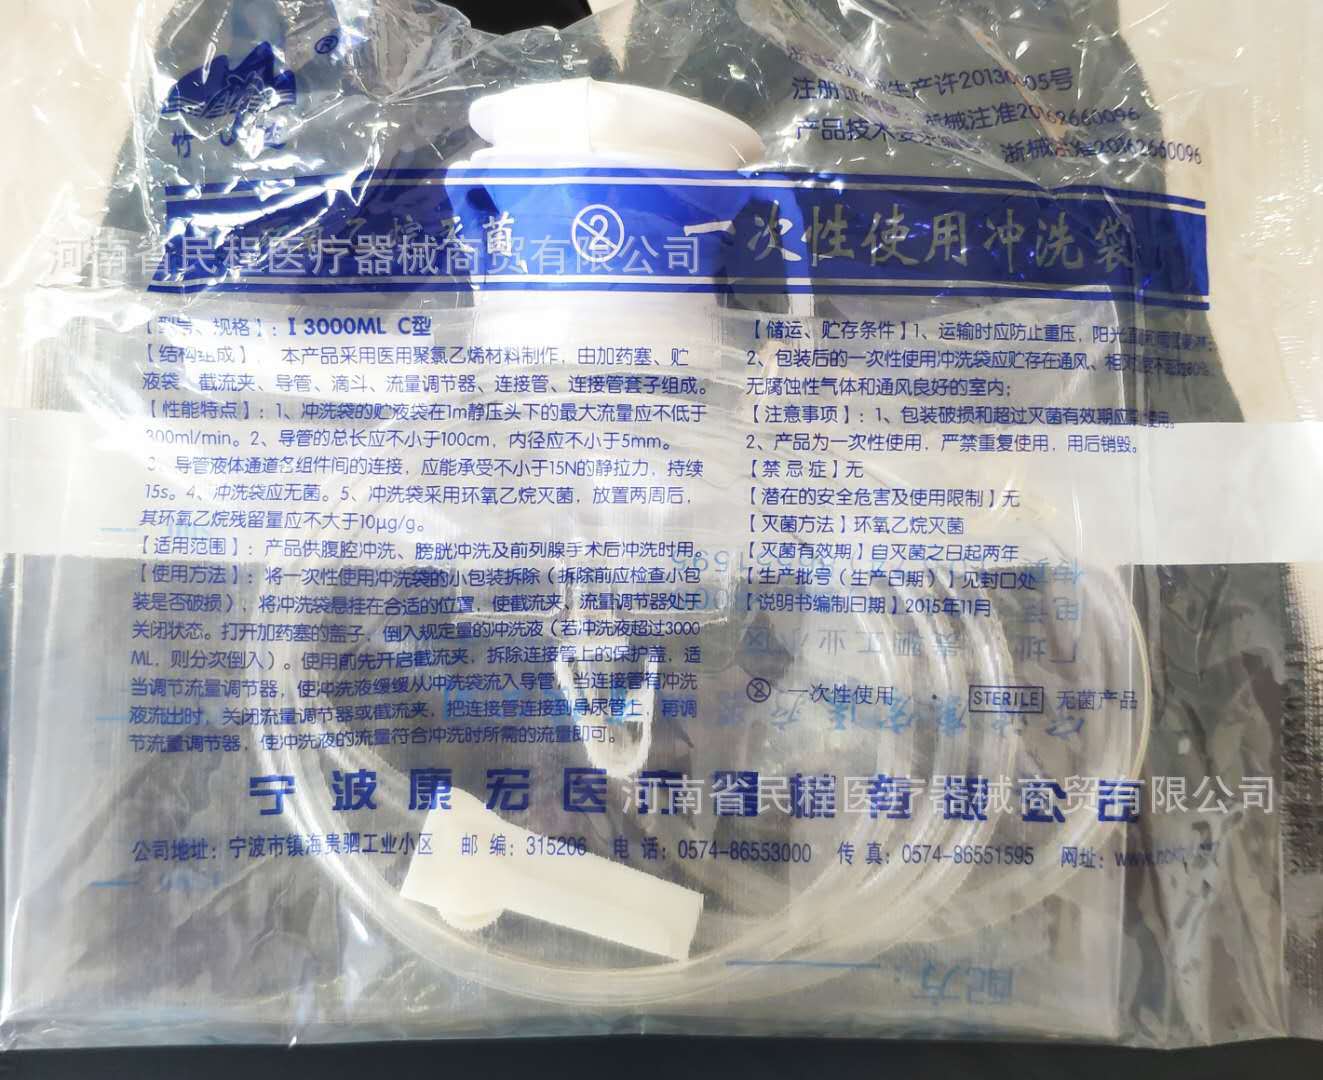 ®
竹
生产许20130005号
注册
械注准20162660096
产品技术要求编号
浙械注准20162660096
灭菌 一次性使用冲洗袋
河南省民程医疗器械商贸有限公司
【型号、规格】：I 3000ML C型
【结构组成】：本产品采用医用聚氯乙烯材料制作，由加药塞、贮
液袋、截流夹、导管、滴斗、流量调节器、连接管、连接管套子组成。
【性能特点】：1、冲洗袋的贮液袋在1m静压头下的最大流量应不低于
300ml/min。2、导管的总长应不小于100cm，内径应不小于5mm。
3、导管液体通道各组件间的连接，应能承受不小于15N的静拉力，持续
15s。4、冲洗袋应无菌。5、冲洗袋采用环氧乙烷灭菌，放置两周后，
其环氧乙烷残留量应不大于10μg/g。
【适用范围】：产品供腹腔冲洗、膀胱冲洗及前列腺手术后冲洗时用。
【使用方法】：将一次性使用冲洗袋的小包装拆除（拆除前应检查小包
装是否破损），将冲洗袋悬挂在合适的位置，使截流夹、流量调节器处于
关闭状态。打开加药塞的盖子，倒入规定量的冲洗液（若冲洗液超过3000
ML，则分次倒入）。使用前先开启截流夹，拆除连接管上的保护盖，适
当调节流量调节器，使冲洗液缓缓从冲洗袋流入导管，当连接管有冲洗
液流出时，关闭流量调节器或截流夹，把连接管连接到导尿管上，再调
节流量调节器，使冲洗液的流量符合冲洗时所需的流量即可。
【储运、贮存条件】1、运输时应防止重压，阳光直
2、包装后的一次性使用冲洗袋应贮存在通风、相
无腐蚀性气体和通风良好的室内；
【注意事项】：1、包装破损和超过灭菌有效期应
2、产品为一次性使用，严禁重复使用，用后销毁。
【禁忌症】无
【潜在的安全危害及使用限制】无
【灭菌方法】环氧乙烷灭菌
【灭菌有效期】自灭菌之日起两年
【生产批号（生产日期）】见封口处
【说明书编制日期】2015年11月
一次性使用 STERILE 无菌产品
宁波康宏医疗器械有限公司
河南省民程医疗器械商贸有限公司
公司地址：宁波市镇海贵驷工业小区 邮 编：315206 电 话：0574-86553000 传 真：0574-86551595 网址：www.
配方：